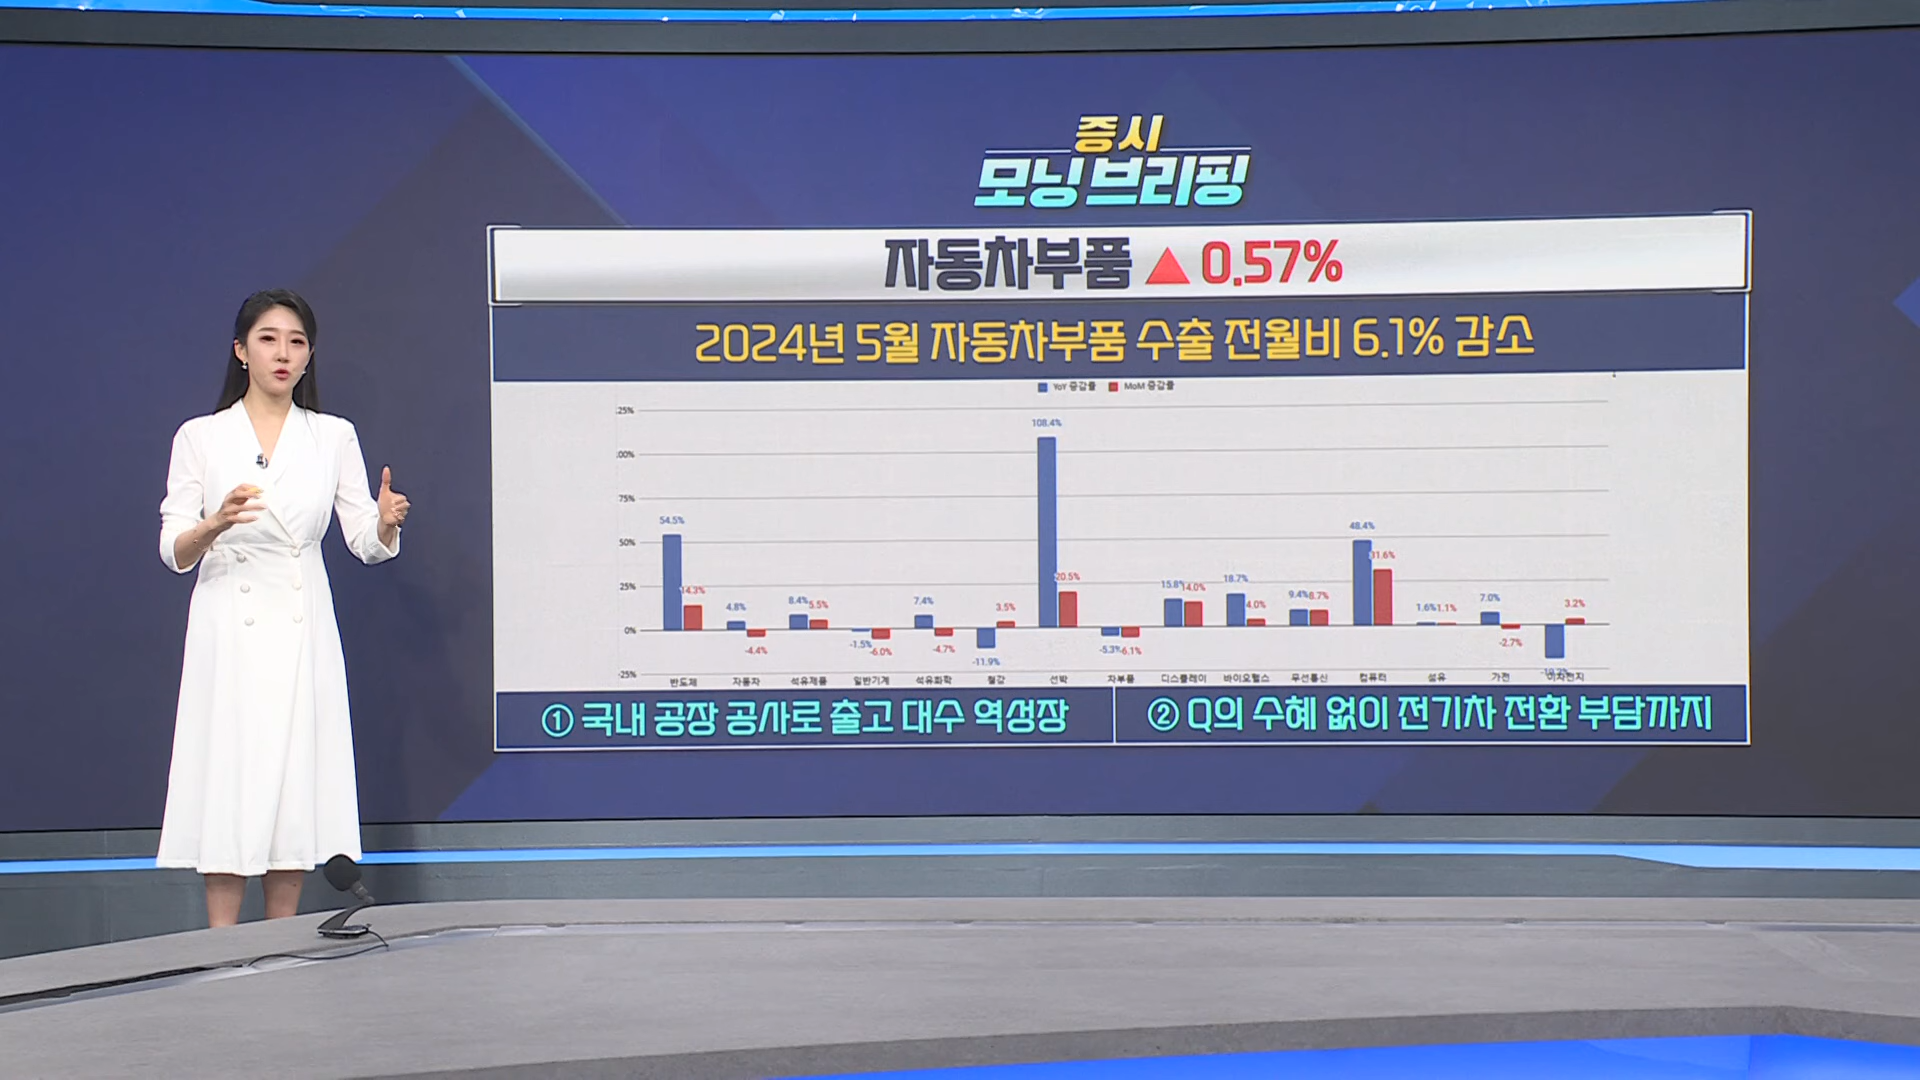 증시
모닝 브리핑
자동차부품 ▲ 0.57%
2024년 5월 자동차부품 수출 전월비 6.1% 감소
YoY 증감률 MoM 증감률
25%
00%
75%
50%
25%
0%
-25%
54.5% 14.3% 4.8% -4.4% 8.4% 5.5% -1.5% -6.0% 7.4% -4.7% -11.9% 3.5% 108.4% 20.5% -5.3% -6.1% 15.8% 14.0% 18.7% 4.0% 9.4% 8.7% 48.4% 31.6% 1.6% 1.1% 7.0% -2.7% 3.2%
반도체 자동차 석유제품 일반기계 석유화학 철강 선박 차부품 디스플레이 바이오헬스 무선통신 컴퓨터 섬유 가전 이차전지
① 국내 공장 공사로 출고 대수 역성장
② Q의 수혜 없이 전기차 전환 부담까지